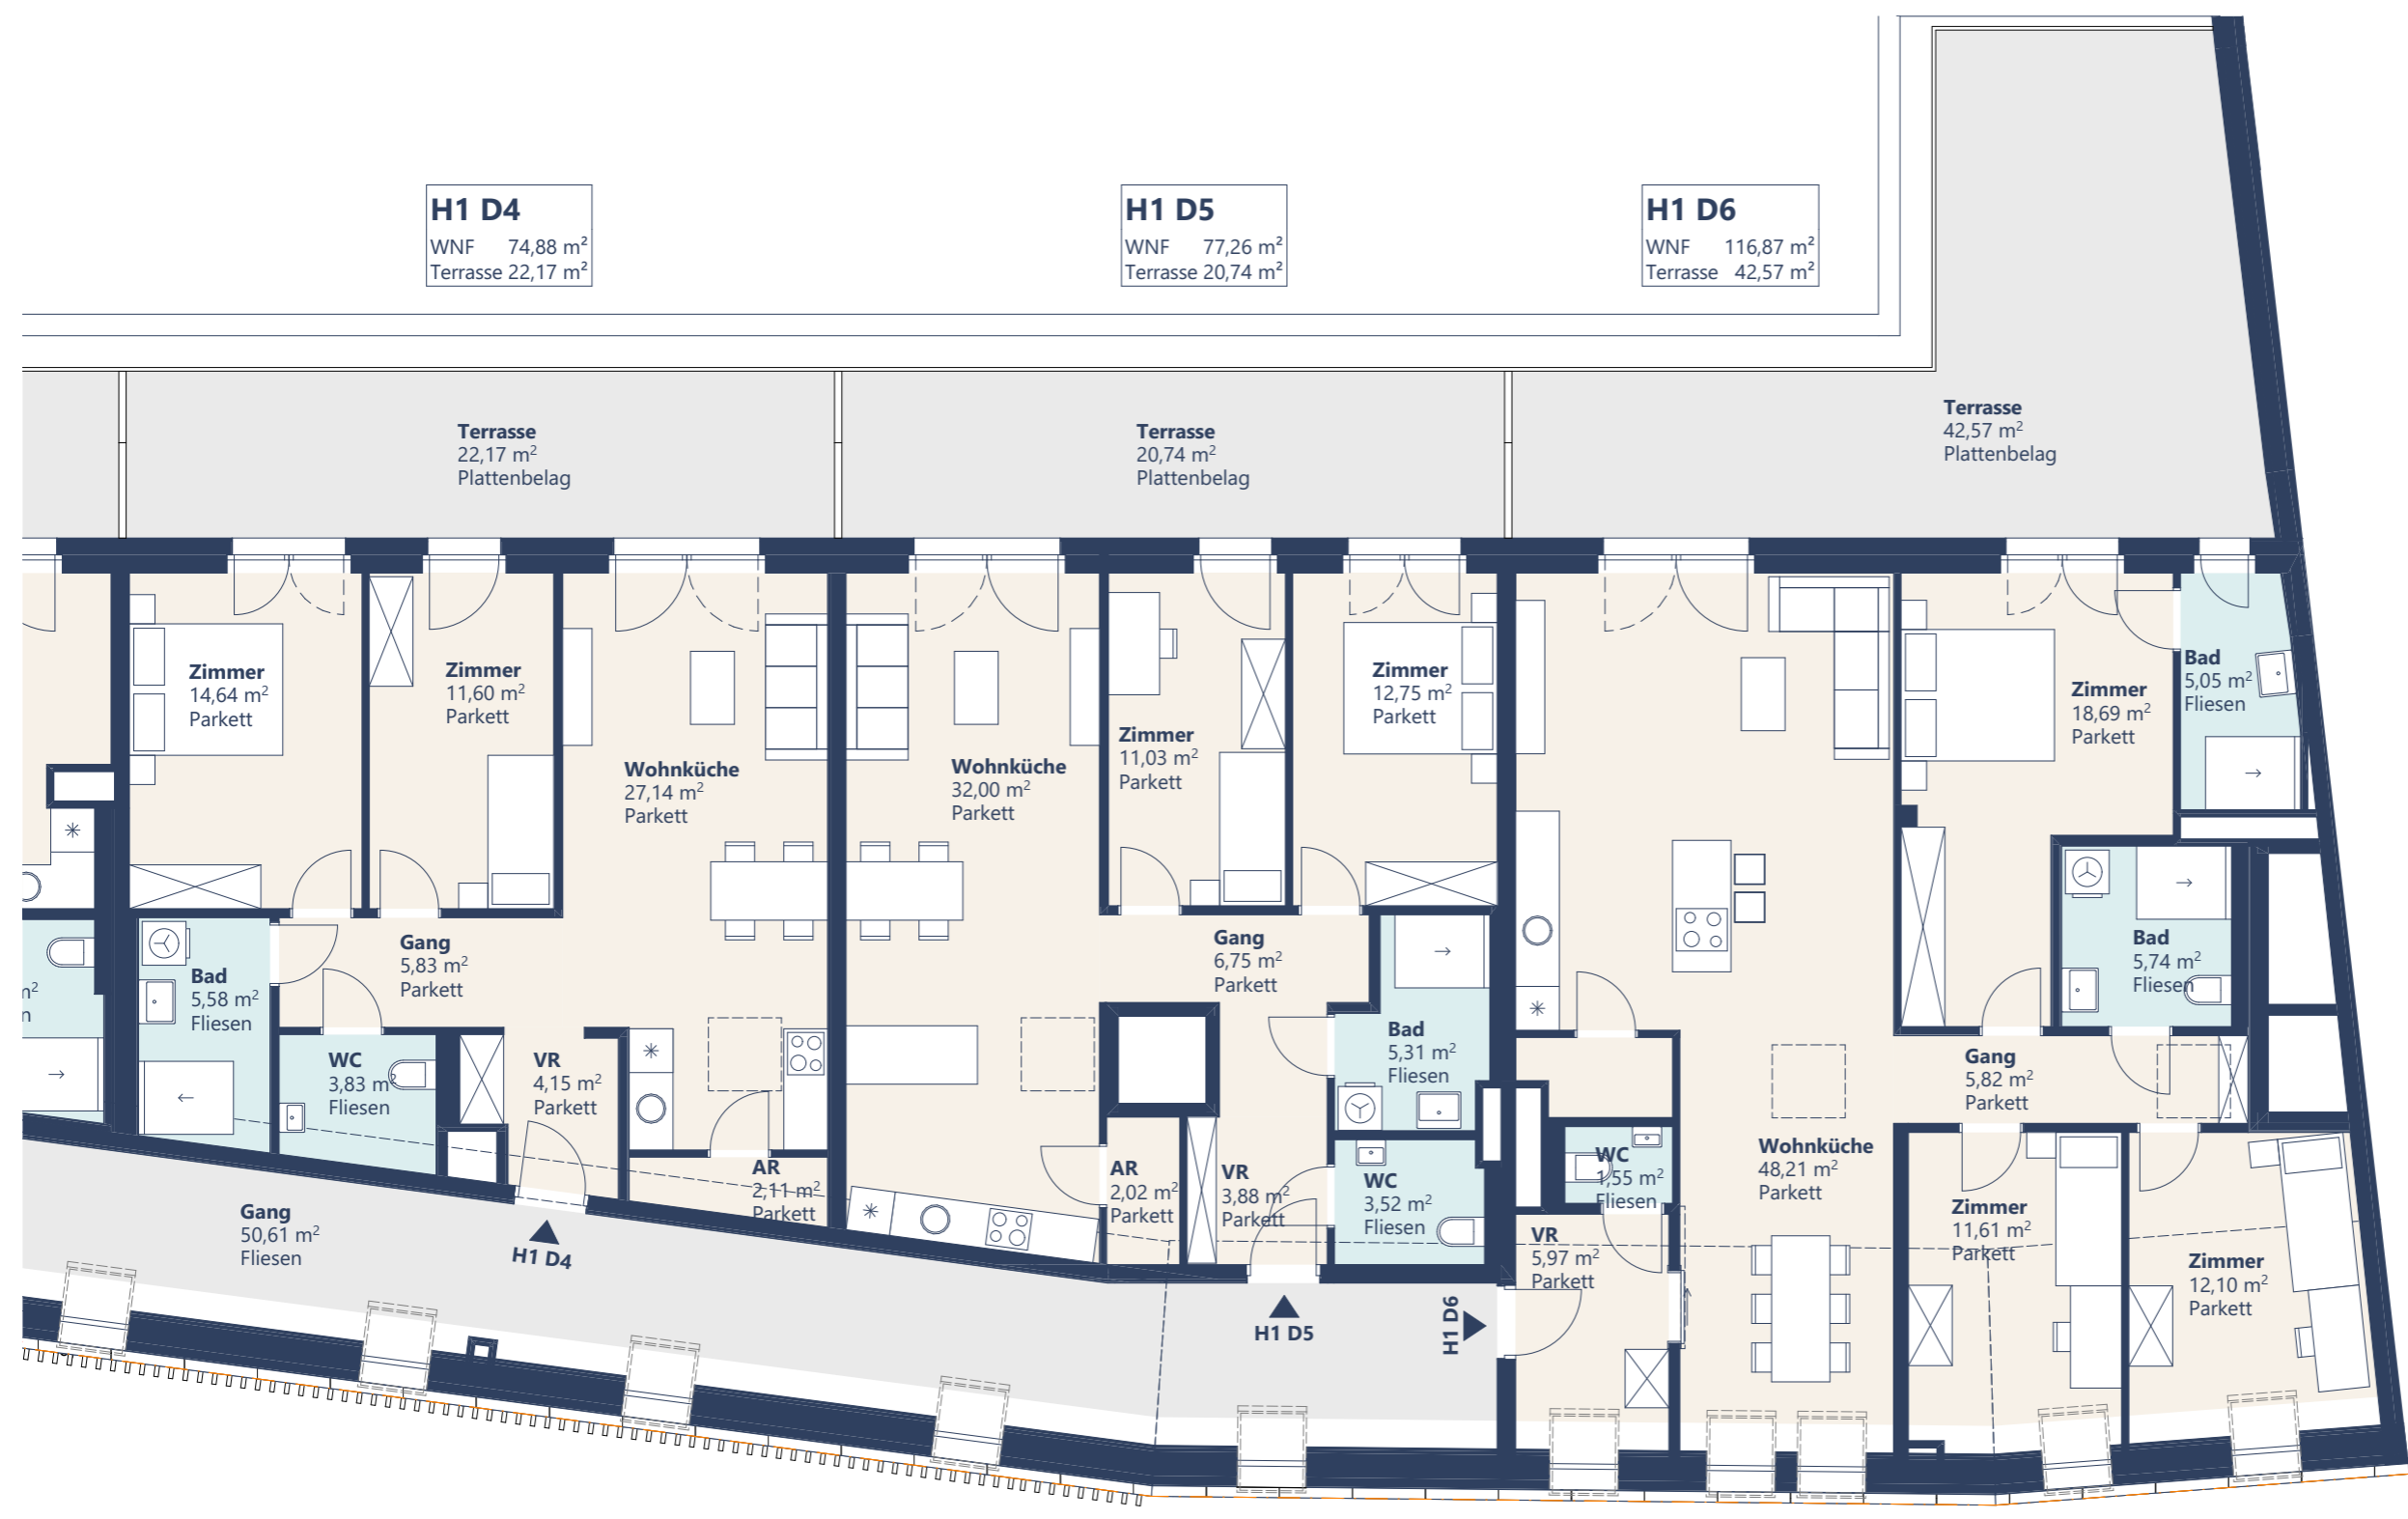 H1 D4
WNF 74,88 m²
Terrasse 22,17 m²
H1 D5
WNF 77,26 m²
Terrasse 20,74 m²
H1 D6
WNF 116,87 m²
Terrasse 42,57 m²
Terrasse
22,17 m²
Plattenbelag
Terrasse
20,74 m²
Plattenbelag
Terrasse
42,57 m²
Plattenbelag
Zimmer
14,64 m²
Parkett
Zimmer
11,60 m²
Parkett
Wohnküche
27,14 m²
Parkett
Wohnküche
32,00 m²
Parkett
Zimmer
11,03 m²
Parkett
Zimmer
12,75 m²
Parkett
Zimmer
18,69 m²
Parkett
Bad
5,05 m²
Fliesen
m²
n
Bad
5,58 m²
Fliesen
Gang
5,83 m²
Parkett
WC
3,83 m²
Fliesen
VR
4,15 m²
Parkett
AR
2,11 m²
Parkett
Gang
6,75 m²
Parkett
Bad
5,31 m²
Fliesen
AR
2,02 m²
Parkett
VR
3,88 m²
Parkett
WC
3,52 m²
Fliesen
Bad
5,74 m²
Fliesen
Gang
5,82 m²
Parkett
WC
1,55 m²
Fliesen
Wohnküche
48,21 m²
Parkett
VR
5,97 m²
Parkett
Zimmer
11,61 m²
Parkett
Zimmer
12,10 m²
Parkett
Gang
50,61 m²
Fliesen
H1 D4
H1 D5
H1 D6